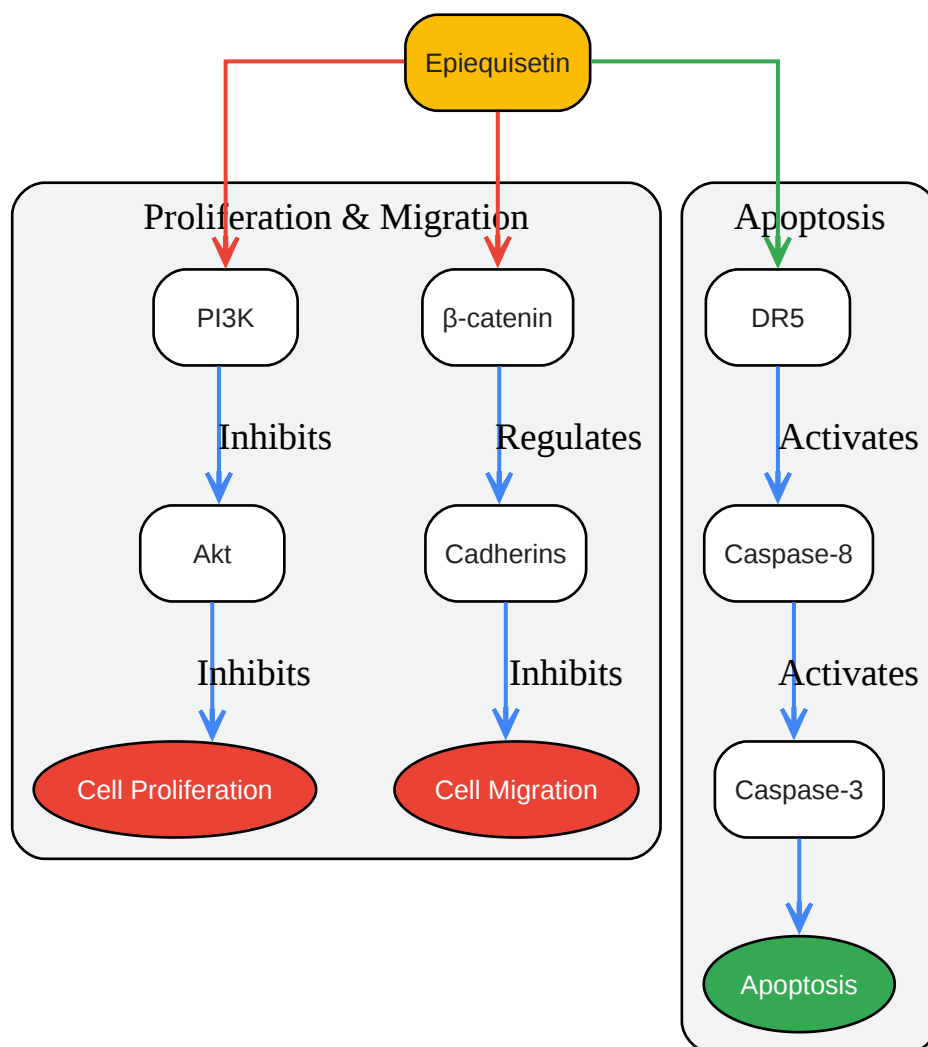 Epiequisetin
Proliferation & Migration
Apoptosis
PI3K
β-catenin
DR5
Inhibits
Regulates
Activates
Akt
Cadherins
Caspase-8
Inhibits
Inhibits
Activates
Cell Proliferation
Cell Migration
Caspase-3
Apoptosis